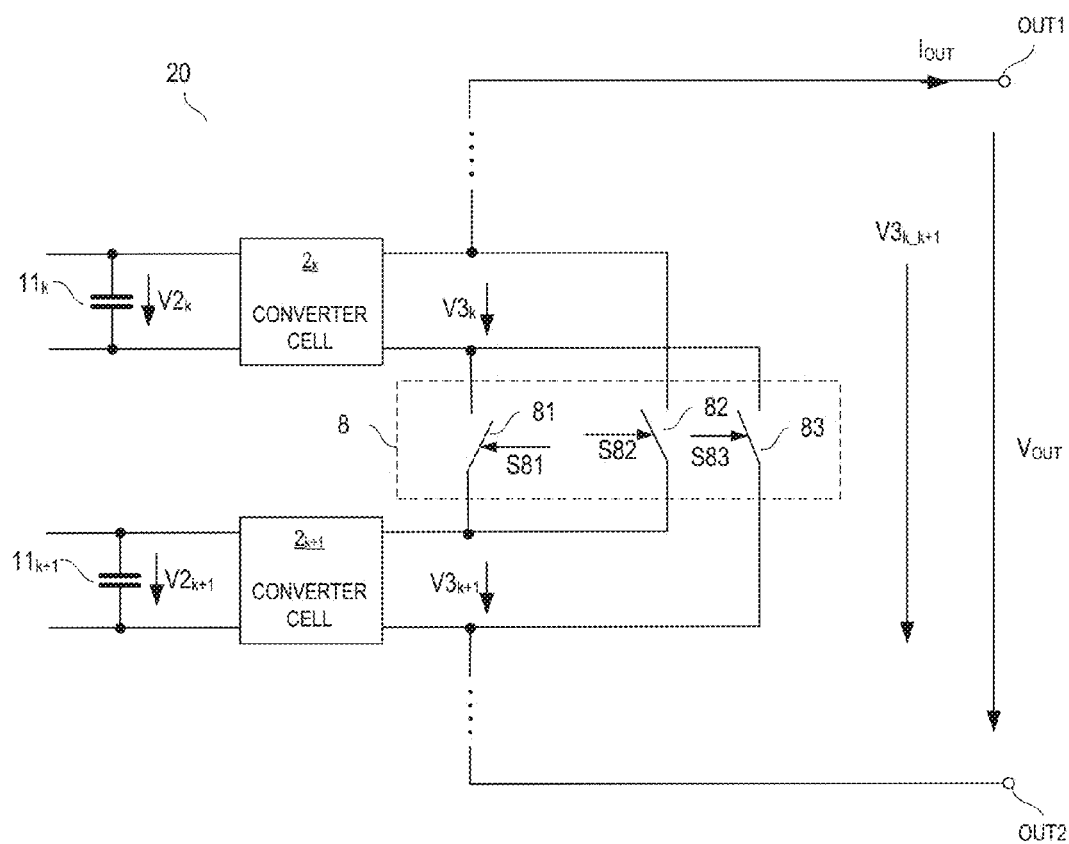 OUT1
IOUT
20
V3k_k+1
2k
11k
V2k
CONVERTER
CELL
V3k
8
81
82
83
S81
S82
S83
VOUT
2k+1
11k+1
V2k+1
CONVERTER
CELL
V3k+1
OUT2